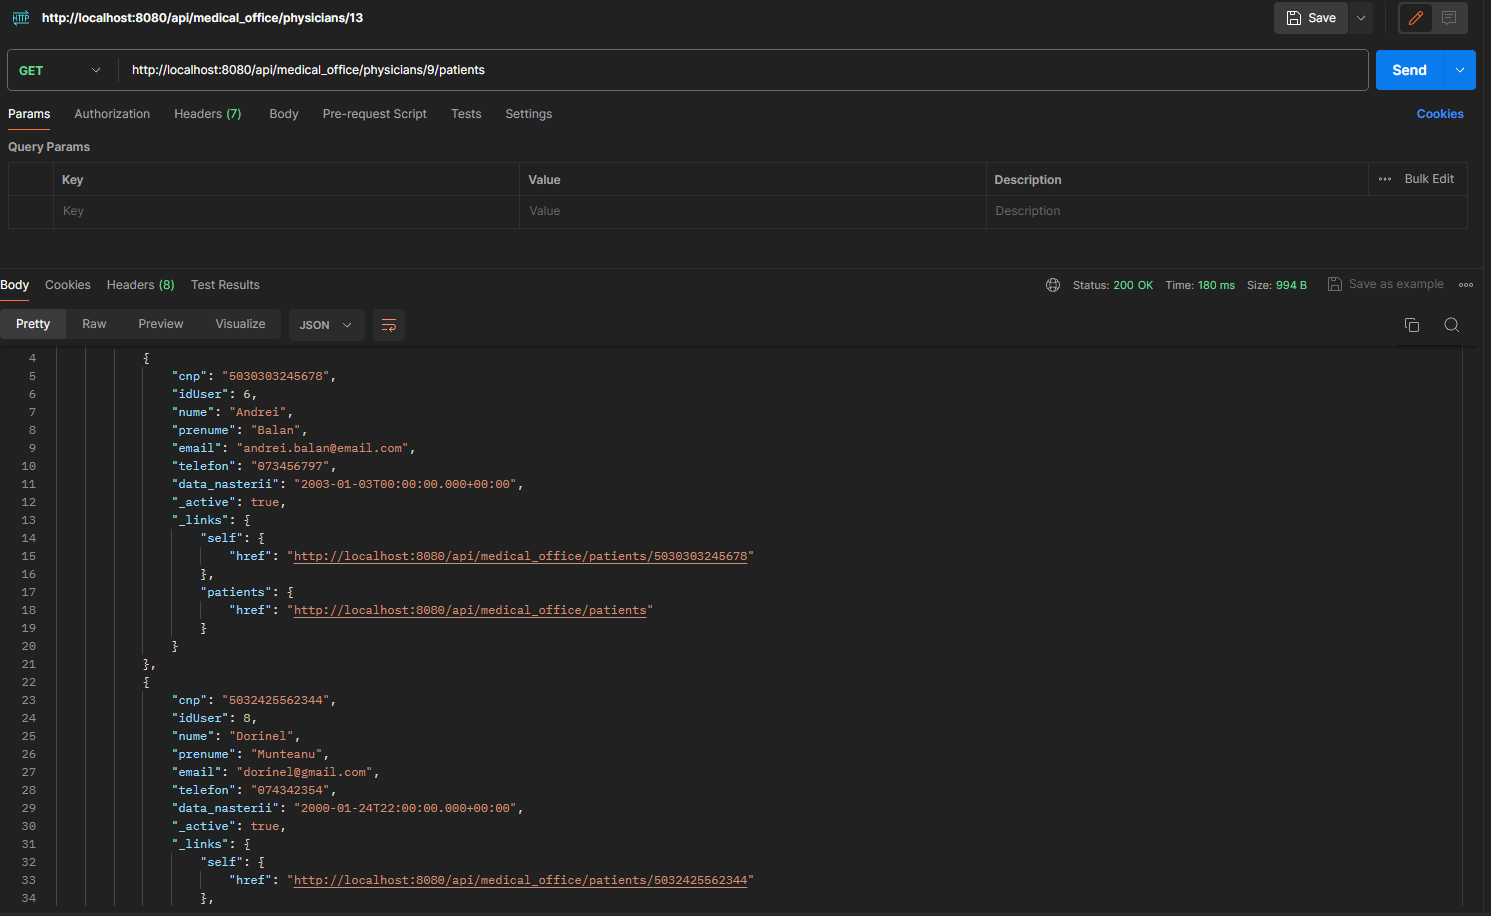 HTTP http://localhost:8080/api/medical_office/physicians/13 Save
GET http://localhost:8080/api/medical_office/physicians/9/patients Send
Params Authorization Headers (7) Body Pre-request Script Tests Settings Cookies
Query Params
Key Value Description ••• Bulk Edit
Key Value Description
Body Cookies Headers (8) Test Results Status: 200 OK Time: 180 ms Size: 994 B Save as example
Pretty Raw Preview Visualize JSON
4 {
5 "cnp": "5030303245678",
6 "idUser": 6,
7 "nume": "Andrei",
8 "prenume": "Balan",
9 "email": "andrei.balan@email.com",
10 "telefon": "073456797",
11 "data_nasterii": "2003-01-03T00:00:00.000+00:00",
12 "_active": true,
13 "_links": {
14 "self": {
15 "href": "http://localhost:8080/api/medical_office/patients/5030303245678"
16 },
17 "patients": {
18 "href": "http://localhost:8080/api/medical_office/patients"
19 }
20 }
21 },
22 {
23 "cnp": "5032425562344",
24 "idUser": 8,
25 "nume": "Dorinel",
26 "prenume": "Munteanu",
27 "email": "dorinel@gmail.com",
28 "telefon": "074342354",
29 "data_nasterii": "2000-01-24T22:00:00.000+00:00",
30 "_active": true,
31 "_links": {
32 "self": {
33 "href": "http://localhost:8080/api/medical_office/patients/5032425562344"
34 },